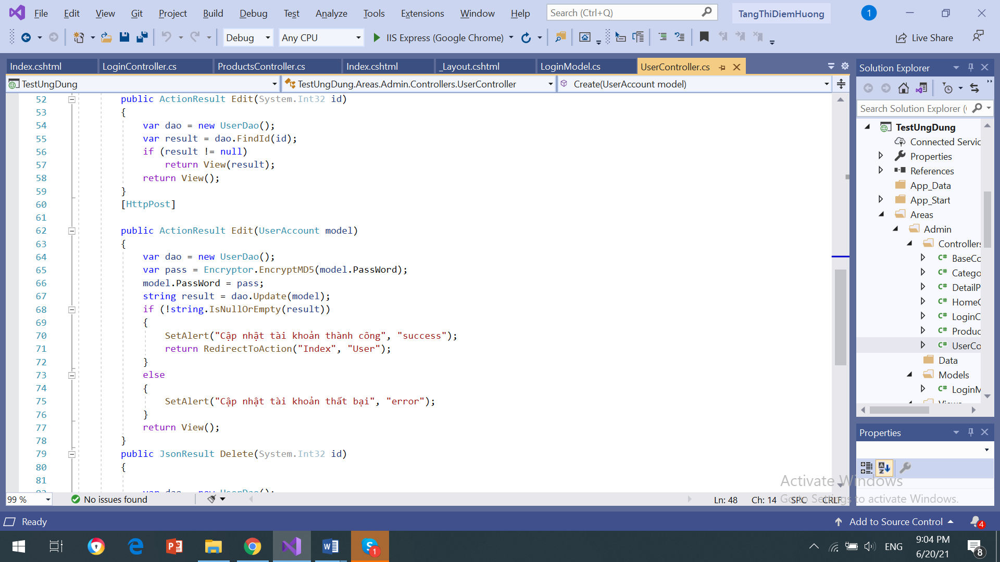 File Edit View Git Project Build Debug Test Analyze Tools Extensions Window Help Search (Ctrl+Q) TangThiDiemHuong 1
Debug Any CPU IIS Express (Google Chrome) Live Share
Index.cshtml LoginController.cs ProductsController.cs Index.cshtml _Layout.cshtml LoginModel.cs UserController.cs
TestUngDung TestUngDung.Areas.Admin.Controllers.UserController Create(UserAccount model)
52 public ActionResult Edit(System.Int32 id)
53 {
54 var dao = new UserDao();
55 var result = dao.FindId(id);
56 if (result != null)
57 return View(result);
58 return View();
59 }
60 [HttpPost]
61
62 public ActionResult Edit(UserAccount model)
63 {
64 var dao = new UserDao();
65 var pass = Encryptor.EncryptMD5(model.PassWord);
66 model.PassWord = pass;
67 string result = dao.Update(model);
68 if (!string.IsNullOrEmpty(result))
69 {
70 SetAlert("Cập nhật tài khoản thành công", "success");
71 return RedirectToAction("Index", "User");
72 }
73 else
74 {
75 SetAlert("Cập nhật tài khoản thất bại", "error");
76 }
77 return View();
78 }
79 public JsonResult Delete(System.Int32 id)
80 {
81
99 % No issues found Ln: 48 Ch: 14 SPC CRLF
Solution Explorer
Search Solution Explorer (
TestUngDung
Connected Servic
Properties
References
App_Data
App_Start
Areas
Admin
Controllers
BaseCo
Catego
DetailP
HomeC
LoginC
Produc
UserCo
Data
Models
LoginM
Views
Properties
Activate Windows
Go to Settings to activate Windows.
Ready Add to Source Control 4
1 ENG 9:04 PM
6/20/21 8